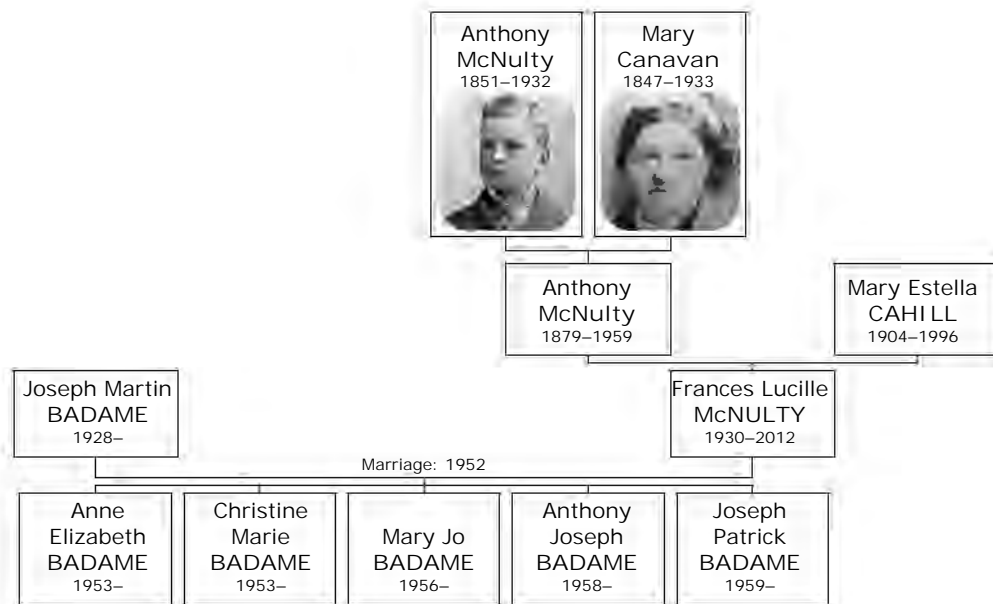 Anthony
McNulty
1851–1932
Mary
Canavan
1847–1933
Anthony
McNulty
1879–1959
Mary Estella
CAHILL
1904–1996
Joseph Martin
BADAME
1928–
Frances Lucille
McNULTY
1930–2012
Marriage: 1952
Anne
Elizabeth
BADAME
1953–
Christine
Marie
BADAME
1953–
Mary Jo
BADAME
1956–
Anthony
Joseph
BADAME
1958–
Joseph
Patrick
BADAME
1959–